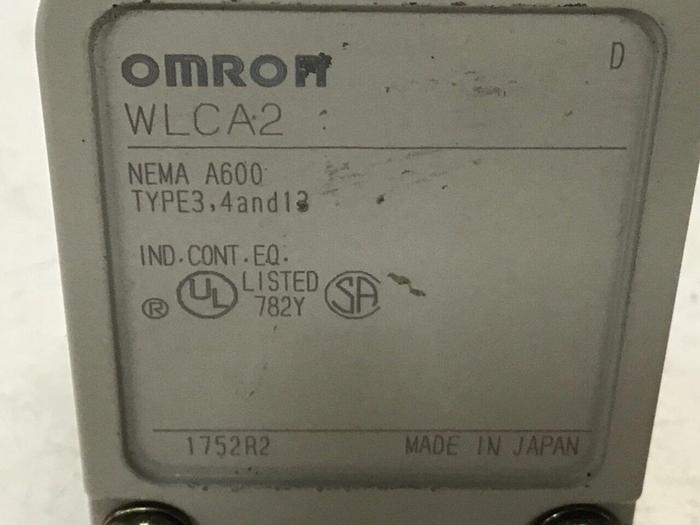 OMRON
D
WLCA2
NEMA A600
TYPE3,4and13
IND.CONT.EQ.
® UL LISTED SA
782Y
1752R2 MADE IN JAPAN